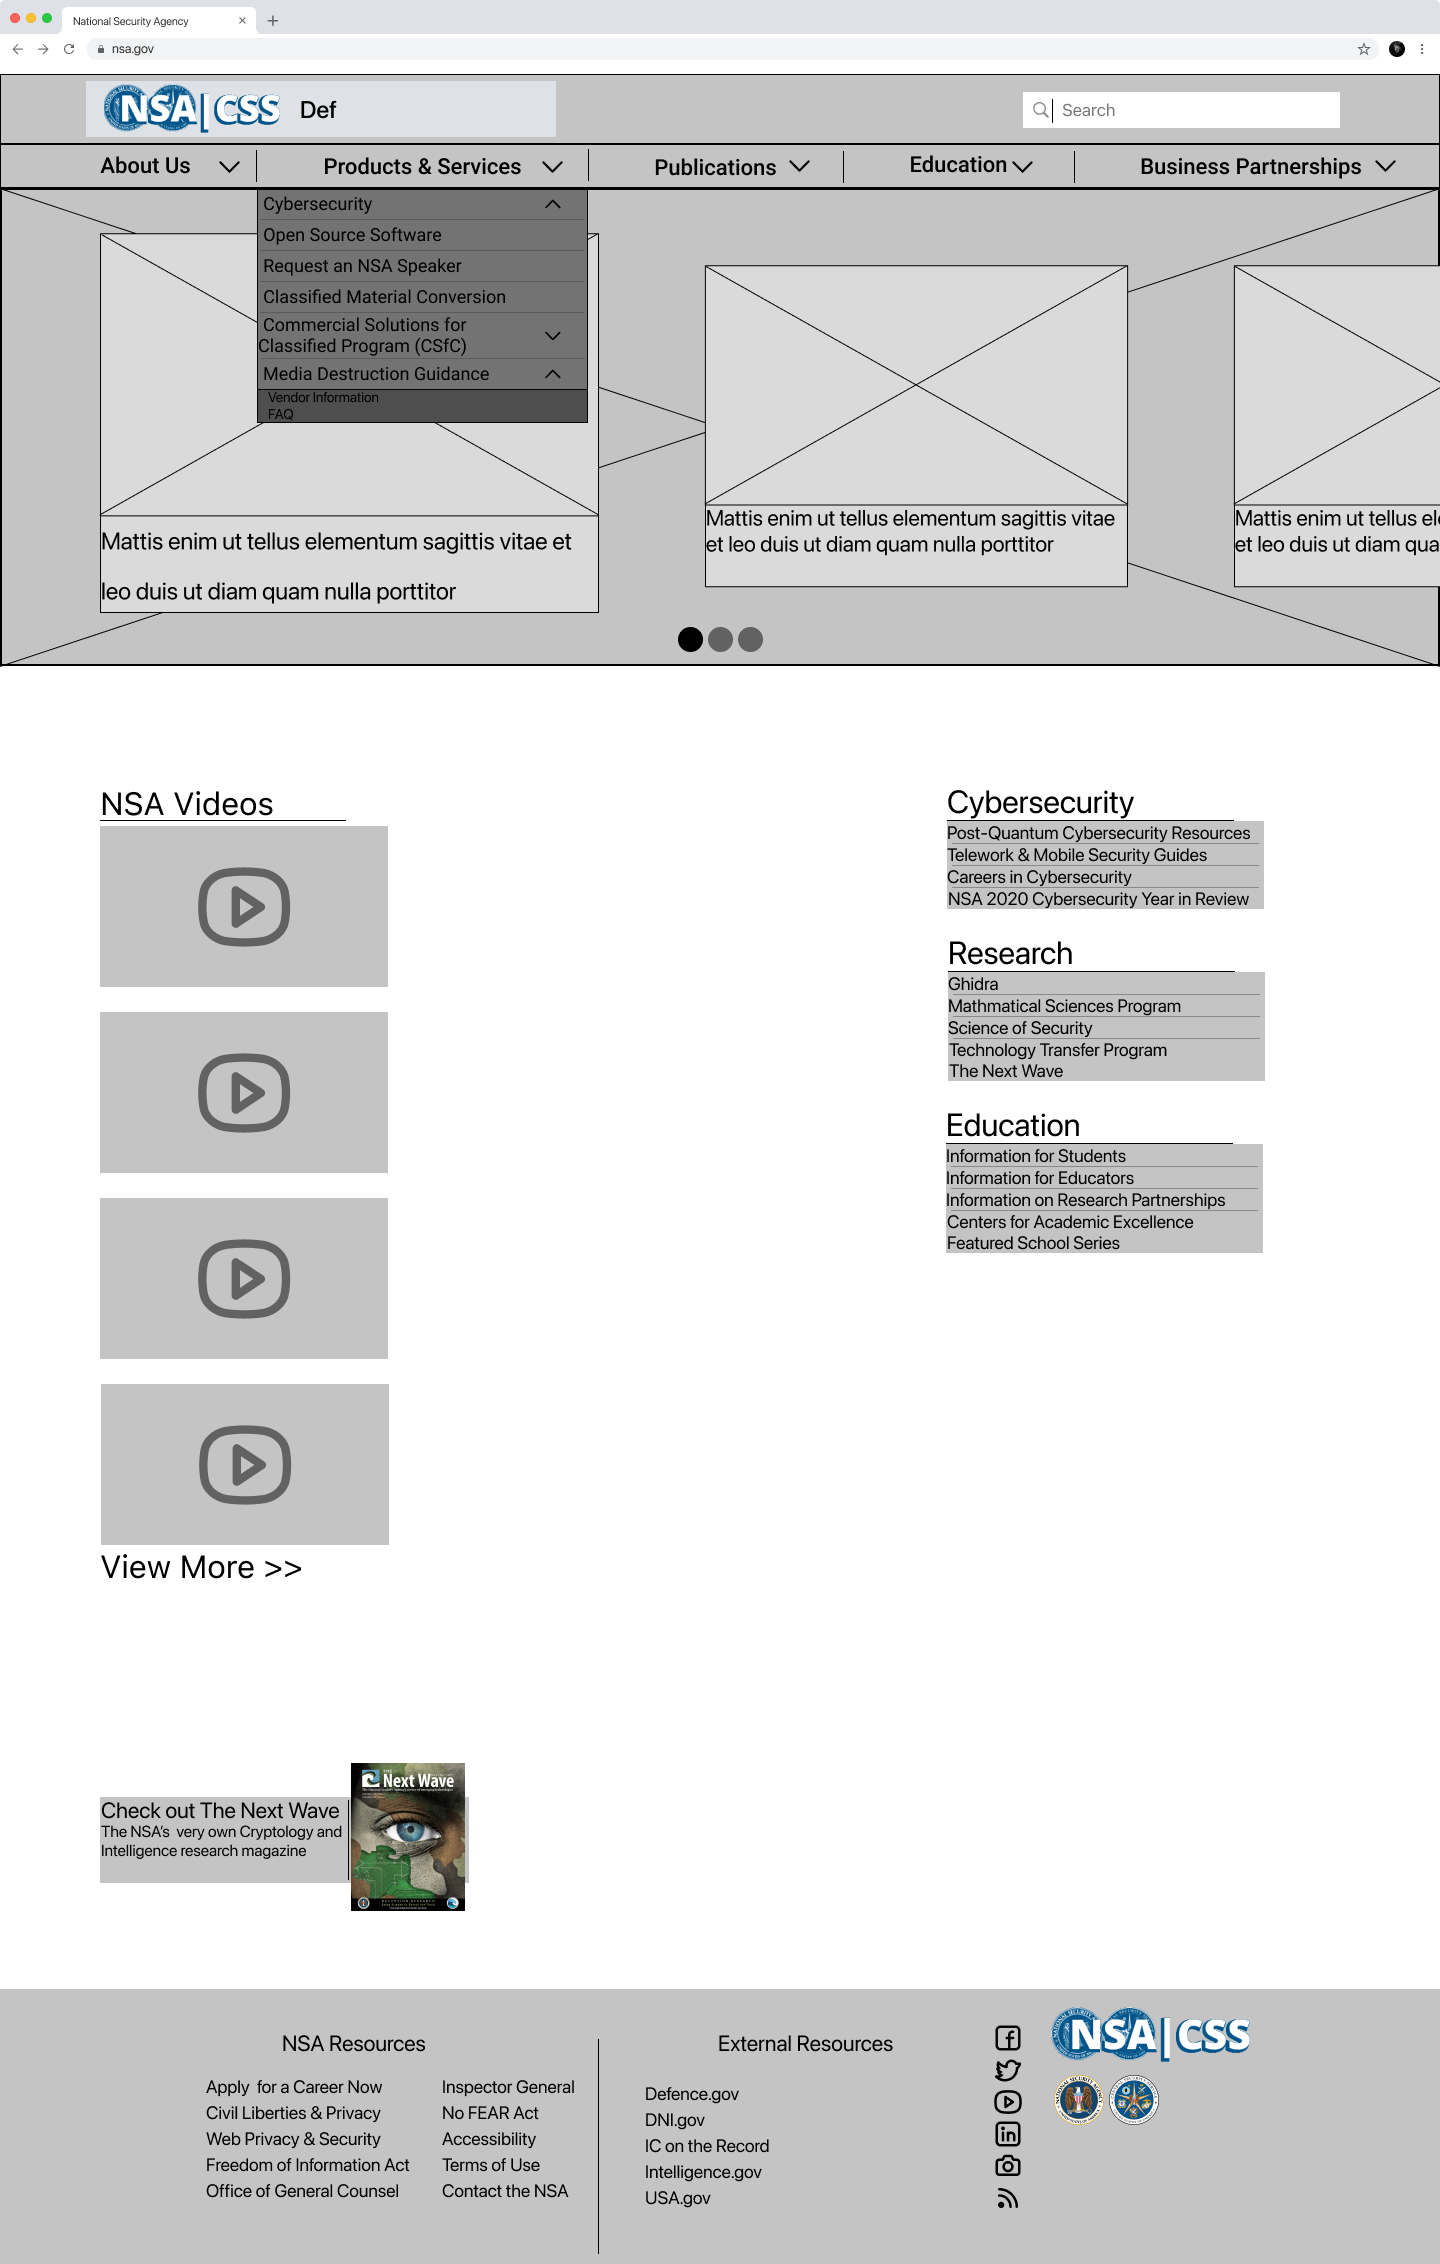 National Security Agency
nsa.gov
NSA|CSS
Def
Search
About Us
Products & Services
Publications
Education
Business Partnerships
Cybersecurity
Open Source Software
Request an NSA Speaker
Classified Material Conversion
Commercial Solutions for
Classified Program (CSfC)
Media Destruction Guidance
Vendor Information
FAQ
Mattis enim ut tellus elementum sagittis vitae et
leo duis ut diam quam nulla porttitor
Mattis enim ut tellus elementum sagittis vitae
et leo duis ut diam quam nulla porttitor
Mattis enim ut tellus el
et leo duis ut diam qua
NSA Videos
View More >>
Cybersecurity
Post-Quantum Cybersecurity Resources
Telework & Mobile Security Guides
Careers in Cybersecurity
NSA 2020 Cybersecurity Year in Review
Research
Ghidra
Mathmatical Sciences Program
Science of Security
Technology Transfer Program
The Next Wave
Education
Information for Students
Information for Educators
Information on Research Partnerships
Centers for Academic Excellence
Featured School Series
Check out The Next Wave
The NSA's  very own Cryptology and
Intelligence research magazine
THE
Next Wave
NSA Resources
Apply  for a Career Now
Civil Liberties & Privacy
Web Privacy & Security
Freedom of Information Act
Office of General Counsel
Inspector General
No FEAR Act
Accessibility
Terms of Use
Contact the NSA
External Resources
Defence.gov
DNI.gov
IC on the Record
Intelligence.gov
USA.gov
NSA|CSS